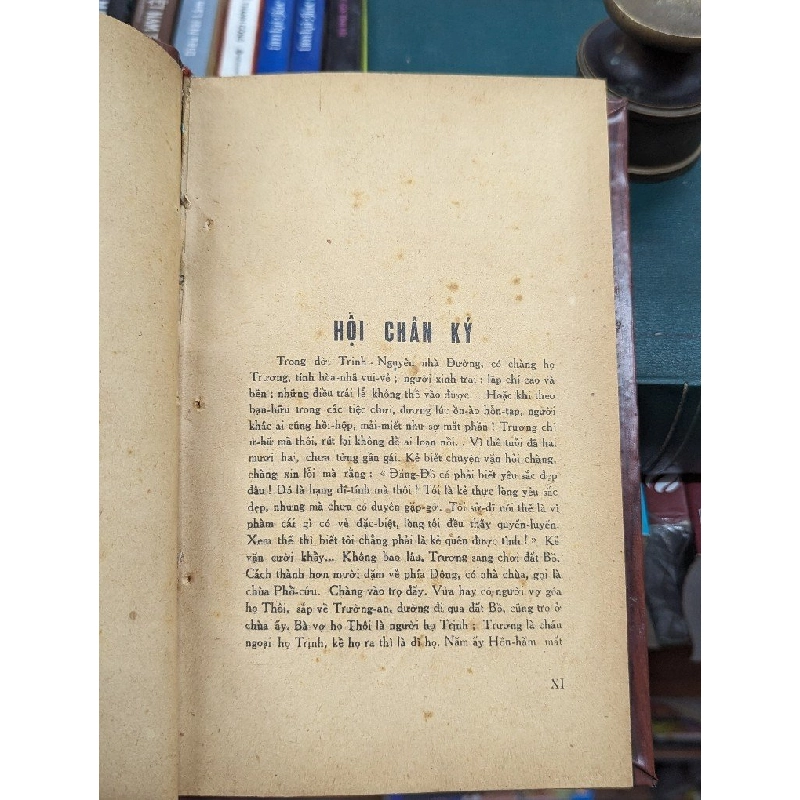 VIỆT NAM
HỘI CHÂN KÝ
Trong đời Trinh-Nguyên nhà Đường, có chàng họ
Trương, tính hòa-nhã vui-vẻ ; người xinh trai ; lập chí cao và
bền ; những điều trái lễ không thể vào được... Hoặc khi theo
bạn-hữu trong các tiệc chơi, đương lúc ồn-ào hỗn-tạp, người
khác ai cũng hồi-hộp, mải-miết như sợ mất phần ! Trương chỉ
hử-hữ mà thôi, rút lại không để ai loạn nổi... Vì thế tuổi đã hai
mươi hai, chưa từng gần gái. Kẻ biết chuyện vặn hỏi chàng,
chàng xin lỗi mà rằng : « Đăng-Đồ có phải biết yêu sắc đẹp
đâu ! Đó là hạng đĩ-tính mà thôi ! Tôi là kẻ thực lòng yêu sắc
đẹp, nhưng mà chưa có duyên gặp-gỡ. Tôi sở-dĩ nói thế là vì
phàm cái gì có vẻ đặc-biệt, lòng tôi đều thấy quyến-luyến.
Xem thế thì biết tôi chẳng phải là kẻ quên được tình ! » Kẻ
vặn cười khẩy... Không bao lâu, Trương sang chơi đất Bồ.
Cách thành hơn mười dặm về phía Đông, có nhà chùa, gọi là
chùa Phổ-cứu. Chàng vào trọ đấy. Vừa hay có người vợ góa
họ Thôi, sắp về Trường-an, đường đi qua đất Bồ, cũng trọ ở
chùa ấy. Bà vợ họ Thôi là người họ Trịnh ; Trương là cháu
ngoại họ Trịnh, kể họ ra thì là dì họ. Năm ấy Hồn-hàm mất
XI